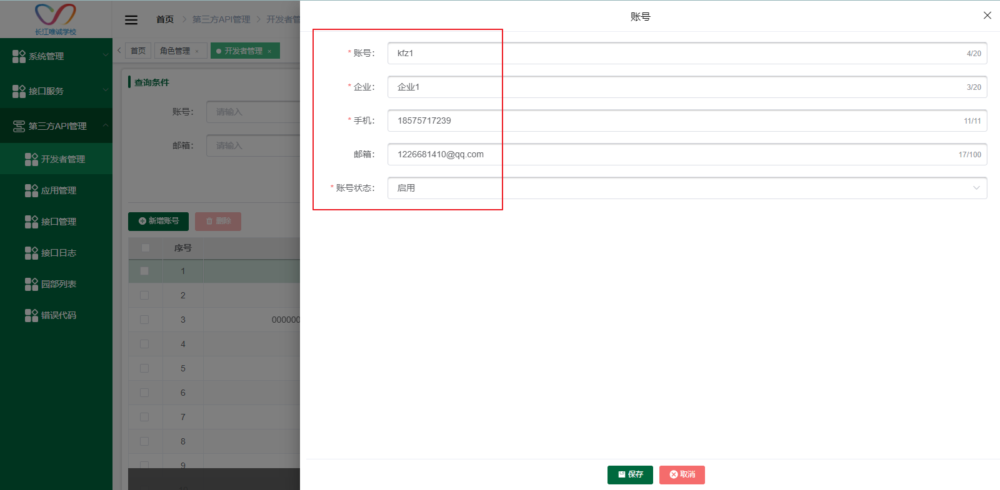 长江唯诚学校
系统管理
接口服务
第三方API管理
开发者管理
应用管理
接口管理
接口日志
园部列表
错误代码
首页 > 第三方API管理 > 开发者管
首页
角色管理 ×
开发者管理 ×
查询条件
账号： 请输入
邮箱： 请输入
新增账号 删除
序号
1
2
3 000000
4
5
6
7
8
9
账号
* 账号： kfz1 4/20
* 企业： 企业1 3/20
* 手机： 18575717239 11/11
邮箱： 1226681410@qq.com 17/100
* 账号状态： 启用
保存 取消